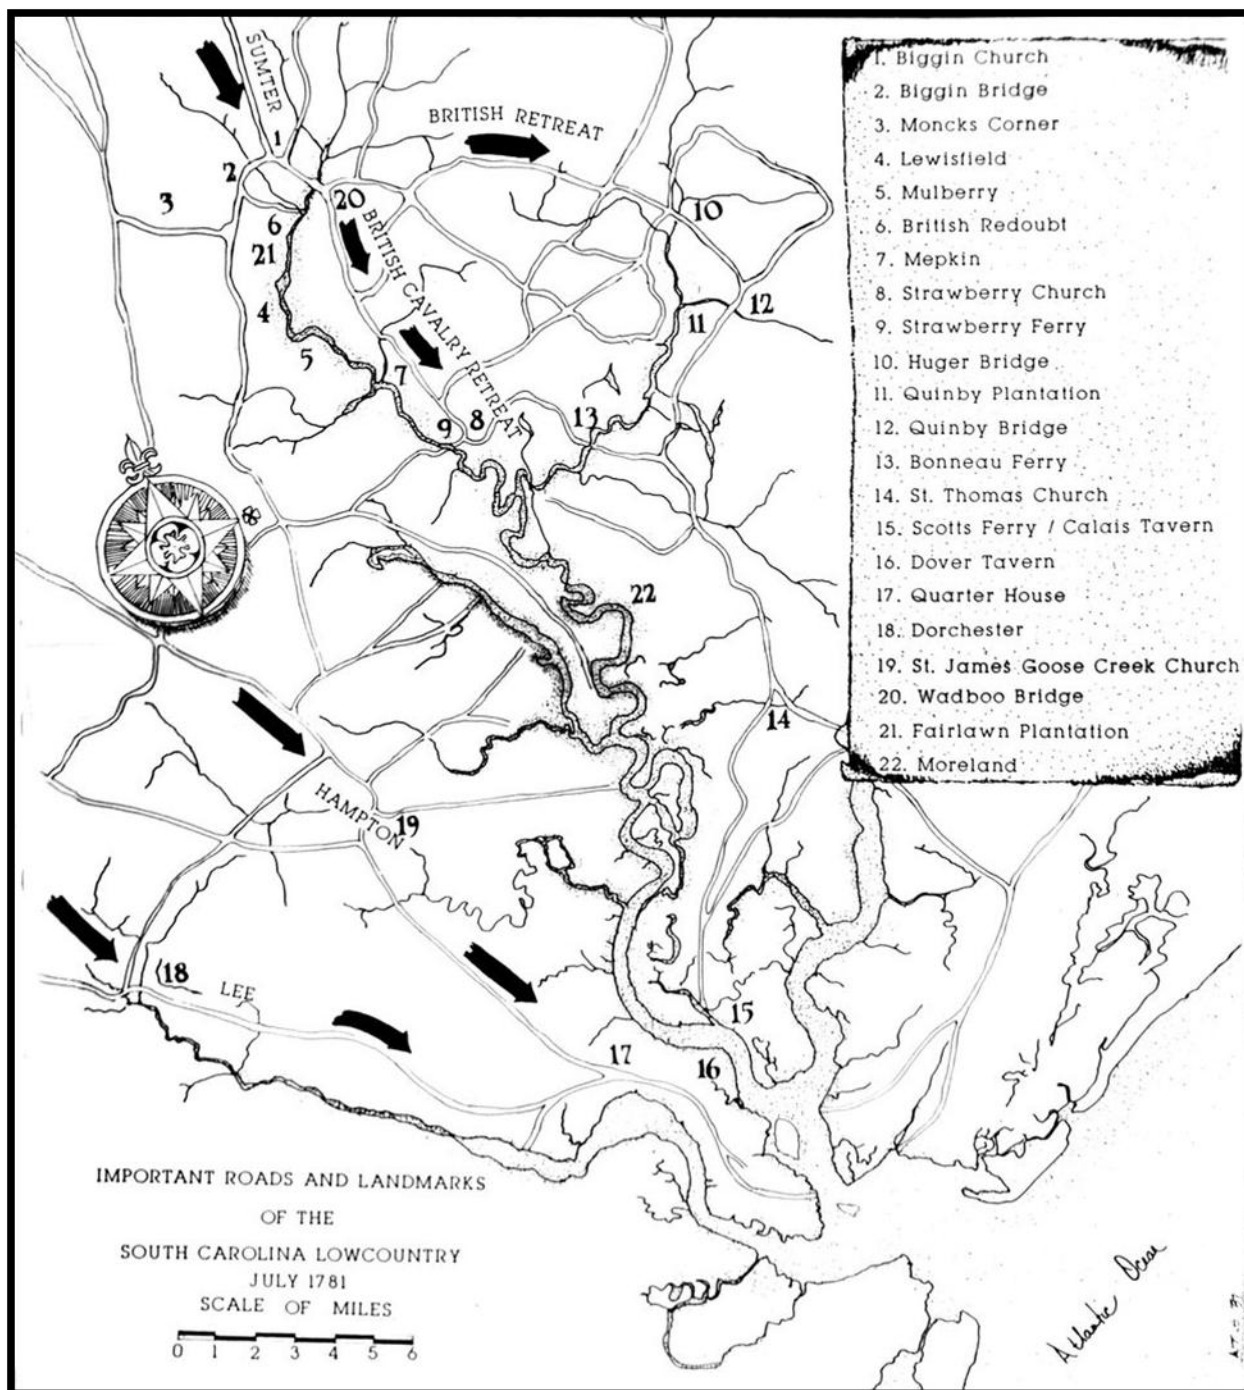 SUMTER
BRITISH RETREAT
1
2
3
20
6
21
BRITISH CAVALRY RETREAT
10
4
11
12
5
7
13
9
8
22
14
HAMPTON
19
18
LEE
15
17
16
1. Biggin Church
2. Biggin Bridge
3. Moncks Corner
4. Lewisfield
5. Mulberry
6. British Redoubt
7. Mepkin
8. Strawberry Church
9. Strawberry Ferry
10. Huger Bridge
11. Quinby Plantation
12. Quinby Bridge
13. Bonneau Ferry
14. St. Thomas Church
15. Scotts Ferry / Calais Tavern
16. Dover Tavern
17. Quarter House
18. Dorchester
19. St. James Goose Creek Church
20. Wadboo Bridge
21. Fairlawn Plantation
22. Moreland
IMPORTANT ROADS AND LANDMARKS
OF THE
SOUTH CAROLINA LOWCOUNTRY
JULY 1781
SCALE OF MILES
0 1 2 3 4 5 6
Atlantic Ocean